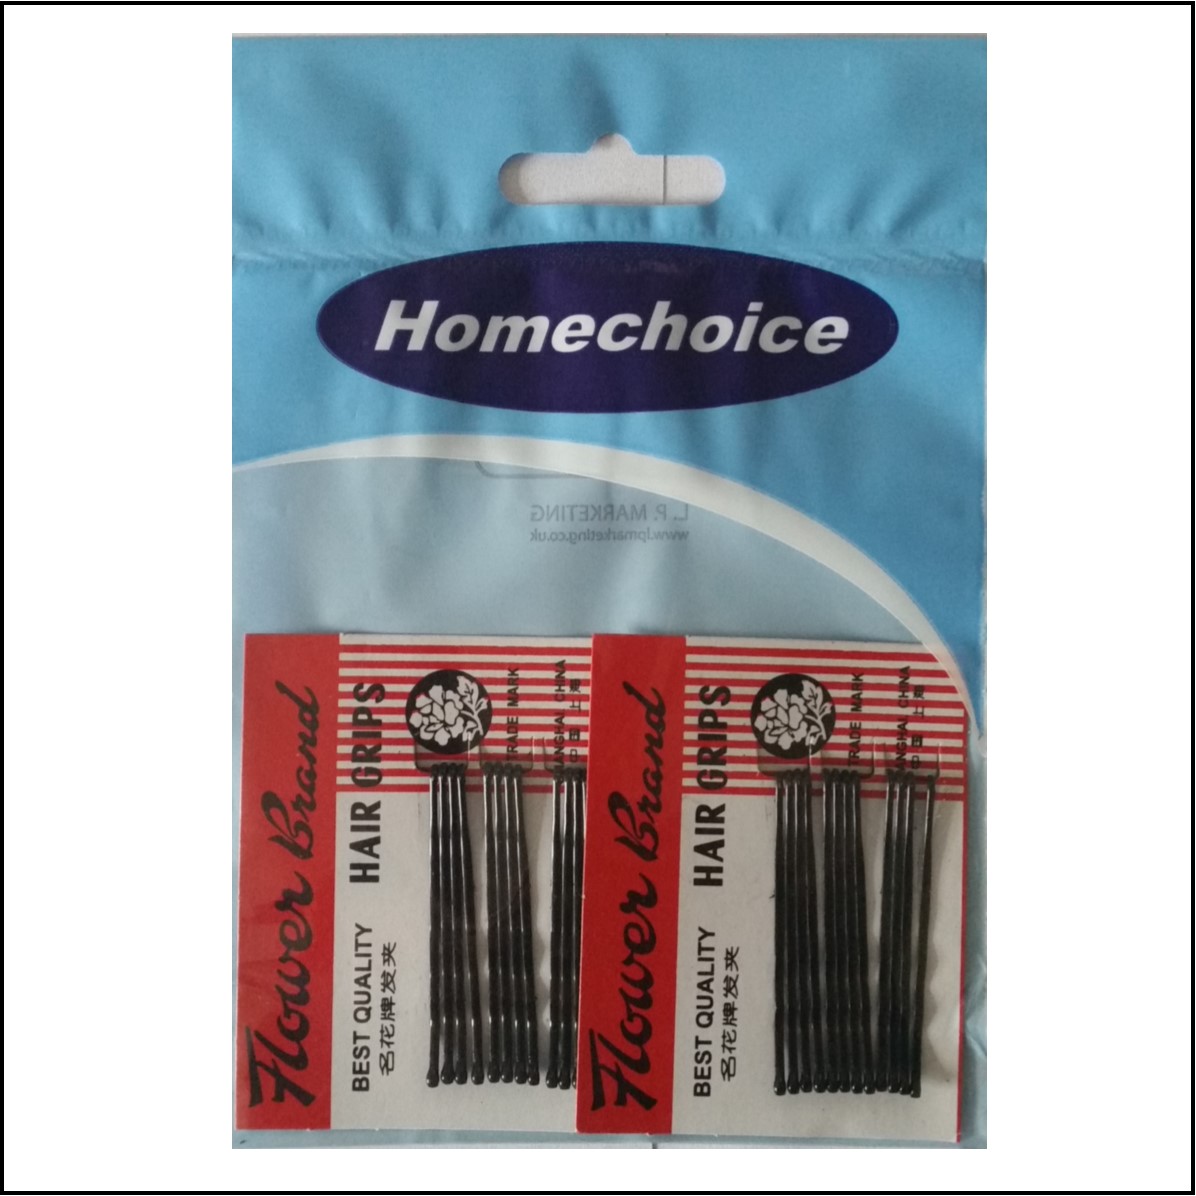 Homechoice
L. P. MARKETING
www.lpmarketing.co.uk
Flower Brand
HAIR GRIPS
BEST QUALITY
名花牌发夹
TRADE MARK
SHANGHAI CHINA
中国 上海
Flower Brand
HAIR GRIPS
BEST QUALITY
名花牌发夹
TRADE MARK
SHANGHAI CHINA
中国 上海